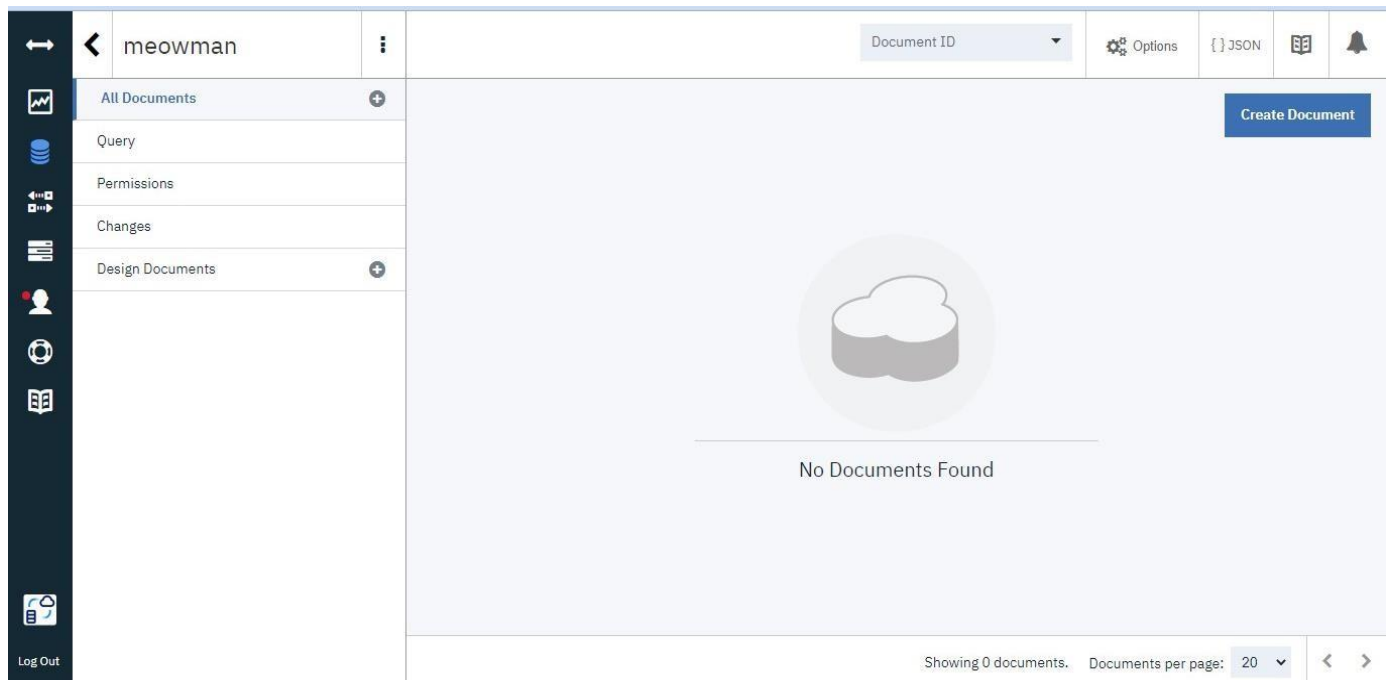 meowman
Document ID
Options
{ } JSON
All Documents
Create Document
Query
Permissions
Changes
Design Documents
No Documents Found
Log Out
Showing 0 documents. Documents per page: 20